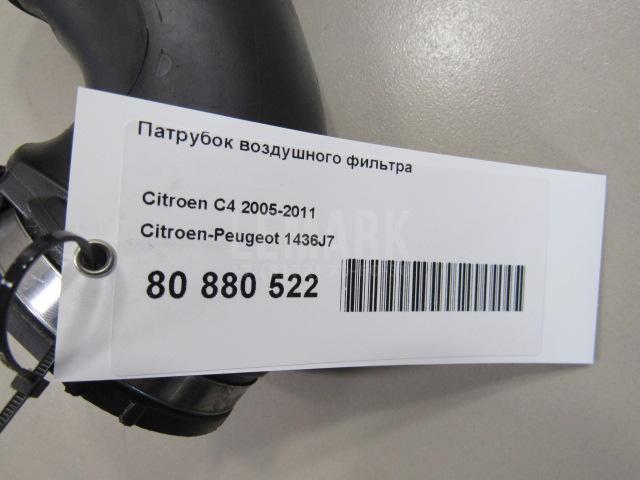 Патрубок воздушного фильтра
Citroen C4 2005-2011
Citroen-Peugeot 1436J7
80 880 522